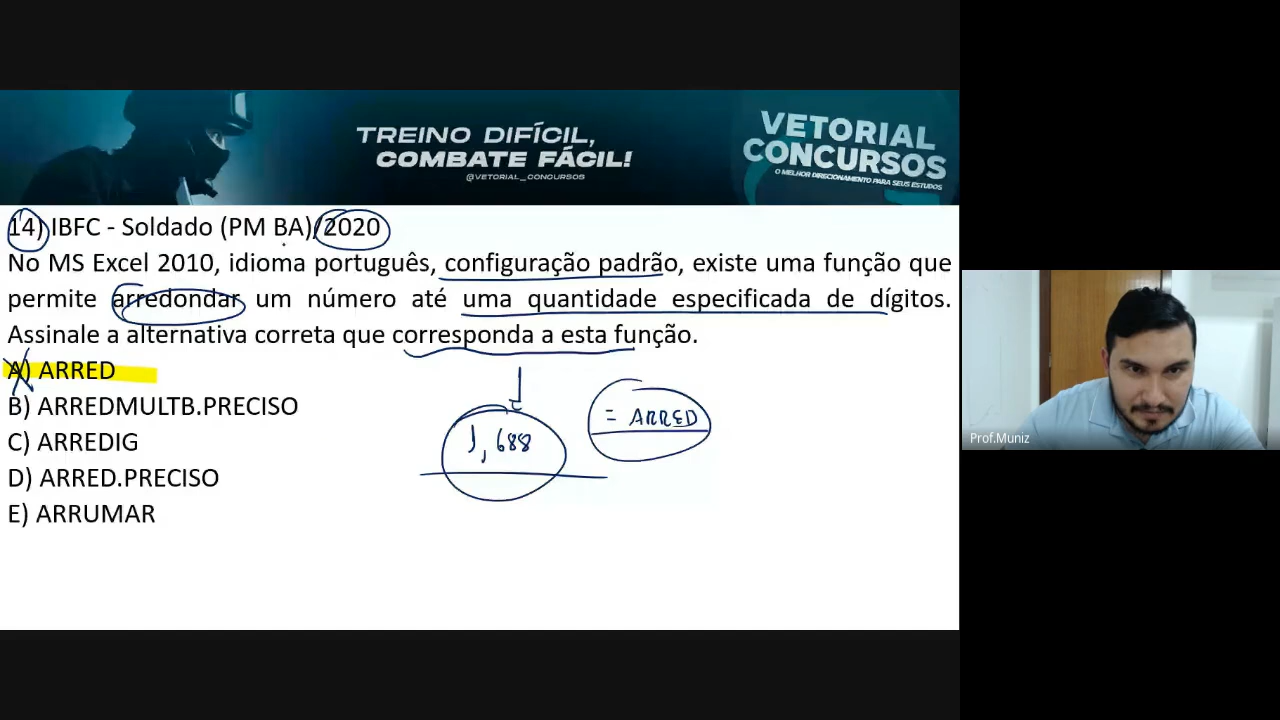 TREINO DIFÍCIL,
COMBATE FÁCIL!
@VETORIAL_CONCURSOS
VETORIAL
CONCURSOS
O MELHOR DIRECIONAMENTO PARA SEUS ESTUDOS
14) IBFC - Soldado (PM BA)/2020
No MS Excel 2010, idioma português, configuração padrão, existe uma função que
permite arredondar um número até uma quantidade especificada de dígitos.
Assinale a alternativa correta que corresponda a esta função.
A) ARRED
B) ARREDMULTB.PRECISO
C) ARREDIG
D) ARRED.PRECISO
E) ARRUMAR
1,688
= ARRED
Prof.Muniz